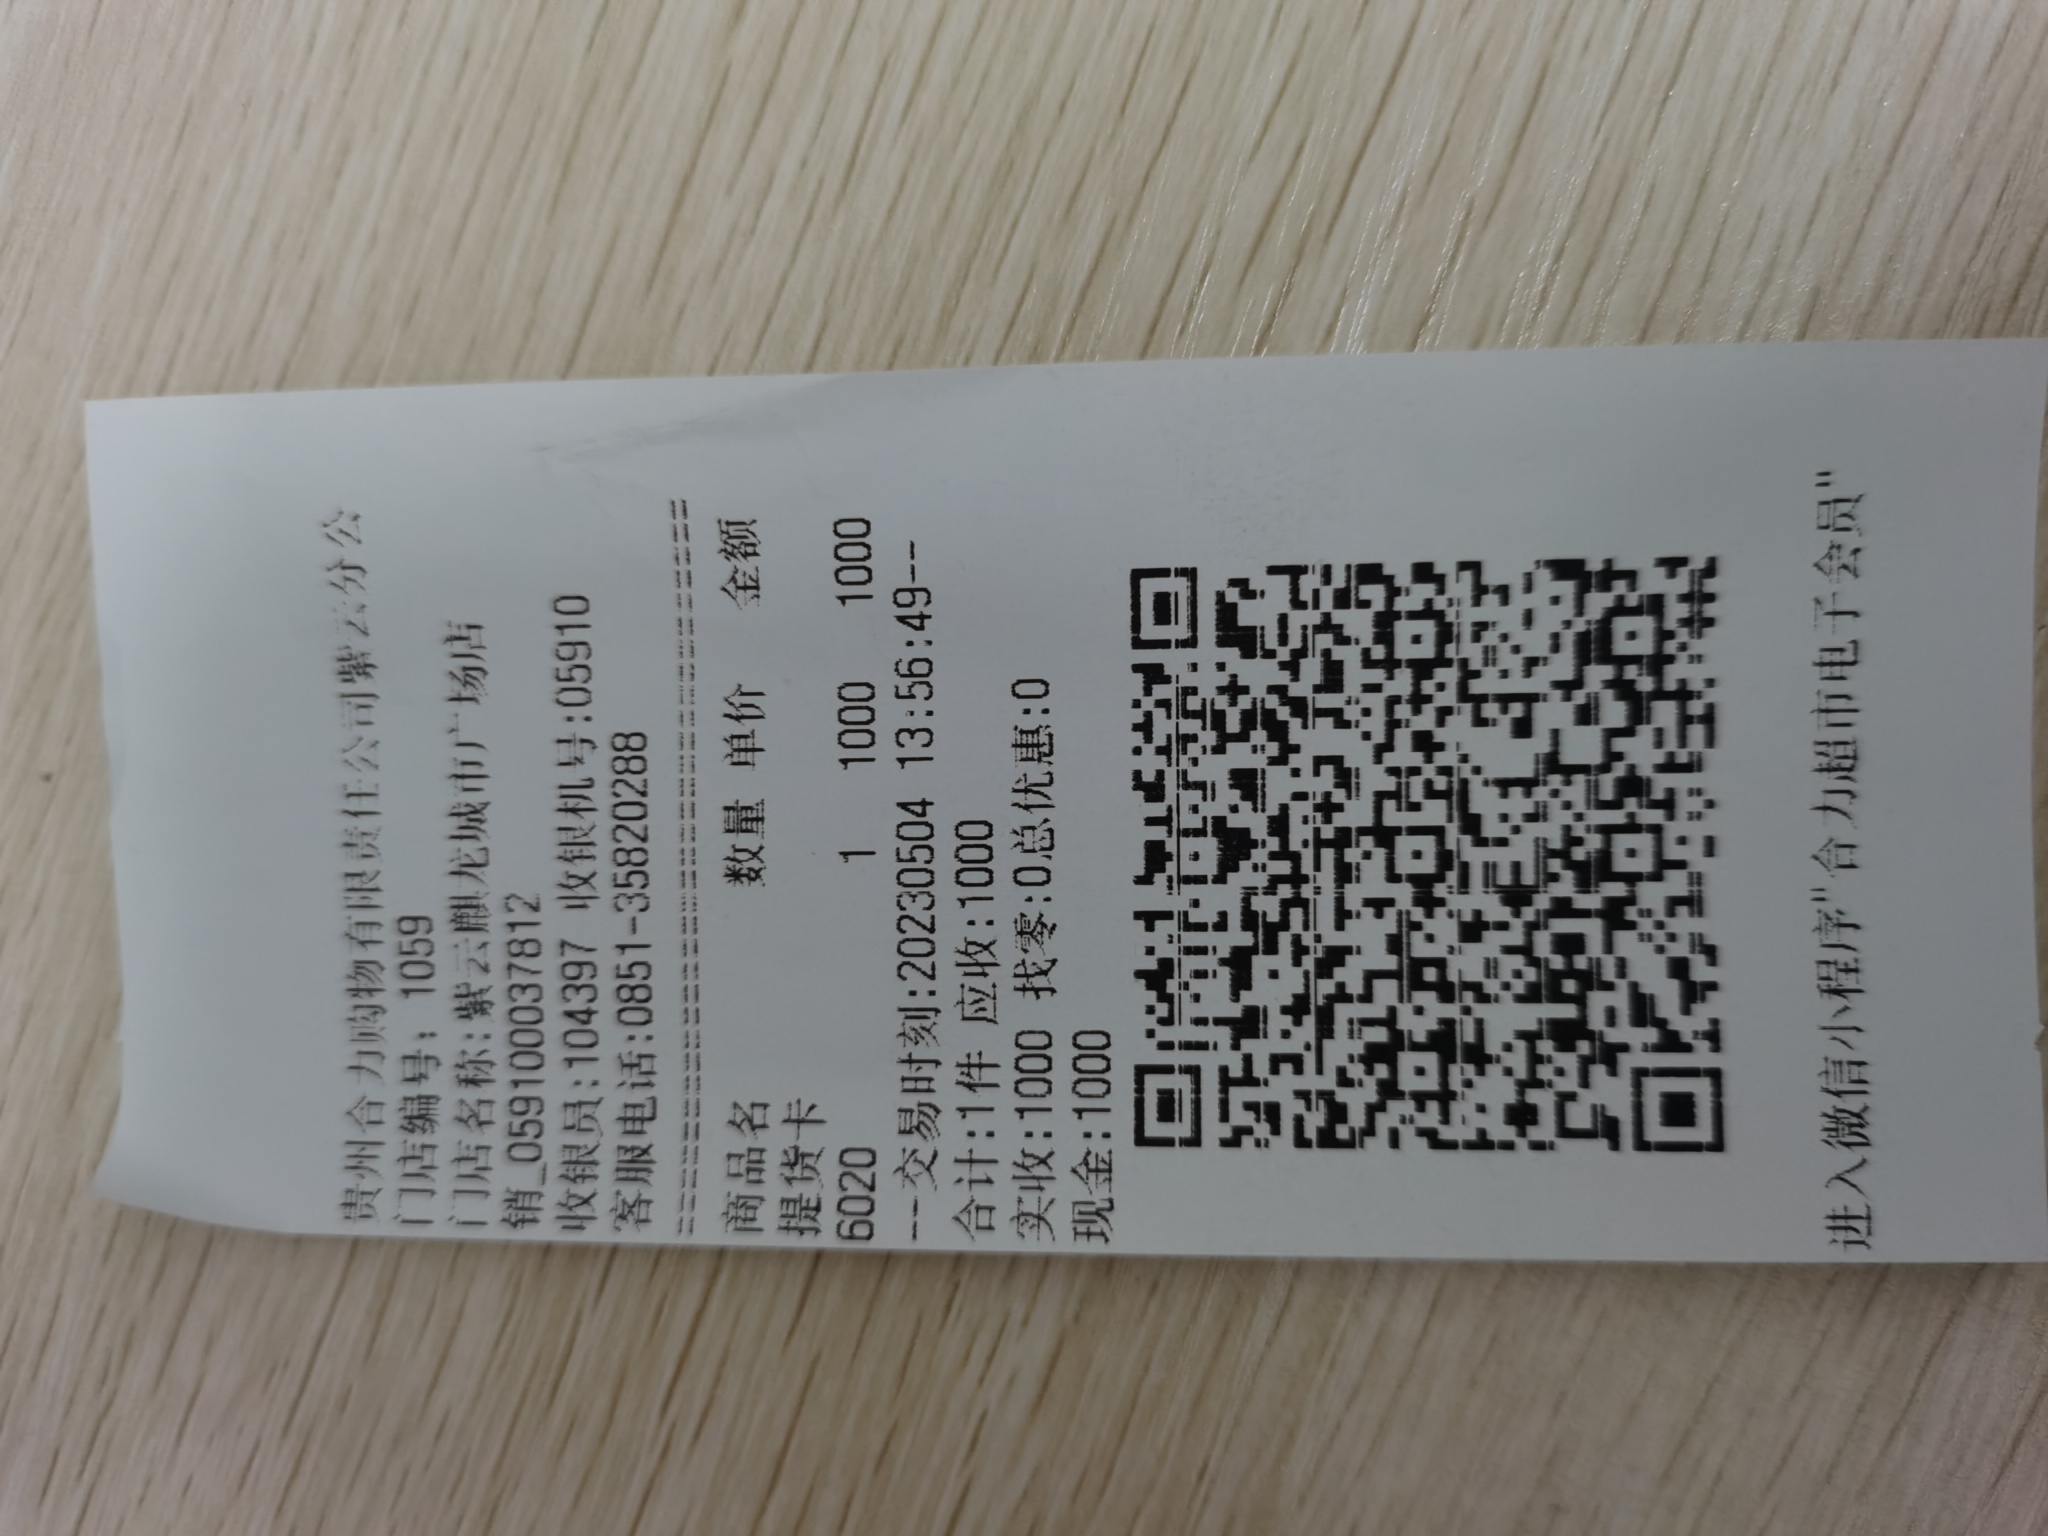 贵州合力购物有限责任公司紫云分公
门店编号：1059
门店名称:紫云麒龙城市广场店
销_0591000037812
收银员:104397 收银机号:05910
客服电话:0851-35820288
==========================================
商品名 数量 单价 金额
提货卡
6020 1 1000 1000
--交易时刻:20230504 13:56:49--
合计:1件 应收:1000
实收:1000 找零:0总优惠:0
现金:1000
进入微信小程序"合力超市电子会员"